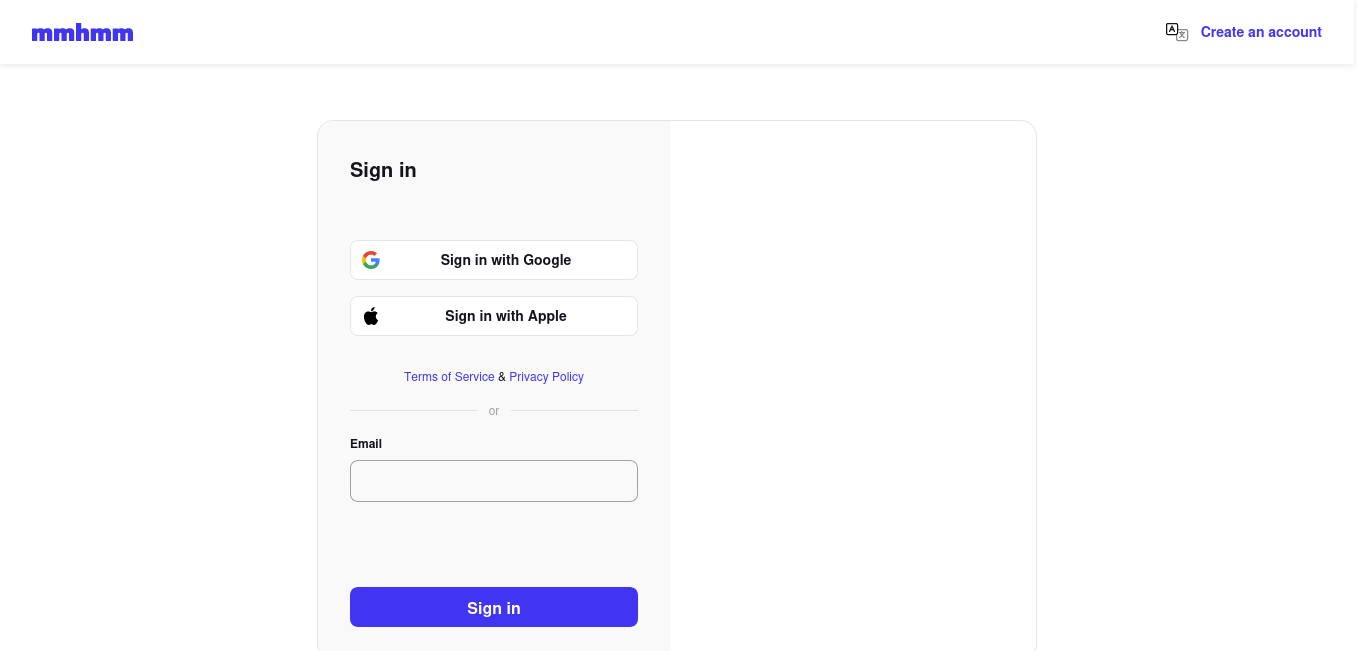 mmhmm
Create an account
Sign in
Sign in with Google
Sign in with Apple
Terms of Service & Privacy Policy
or
Email
Sign in